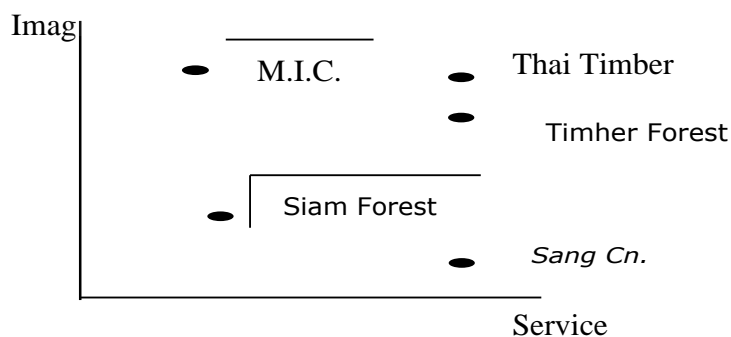 Imag
M.I.C.
Thai Timber
Timher Forest
Siam Forest
Sang Cn.
Service